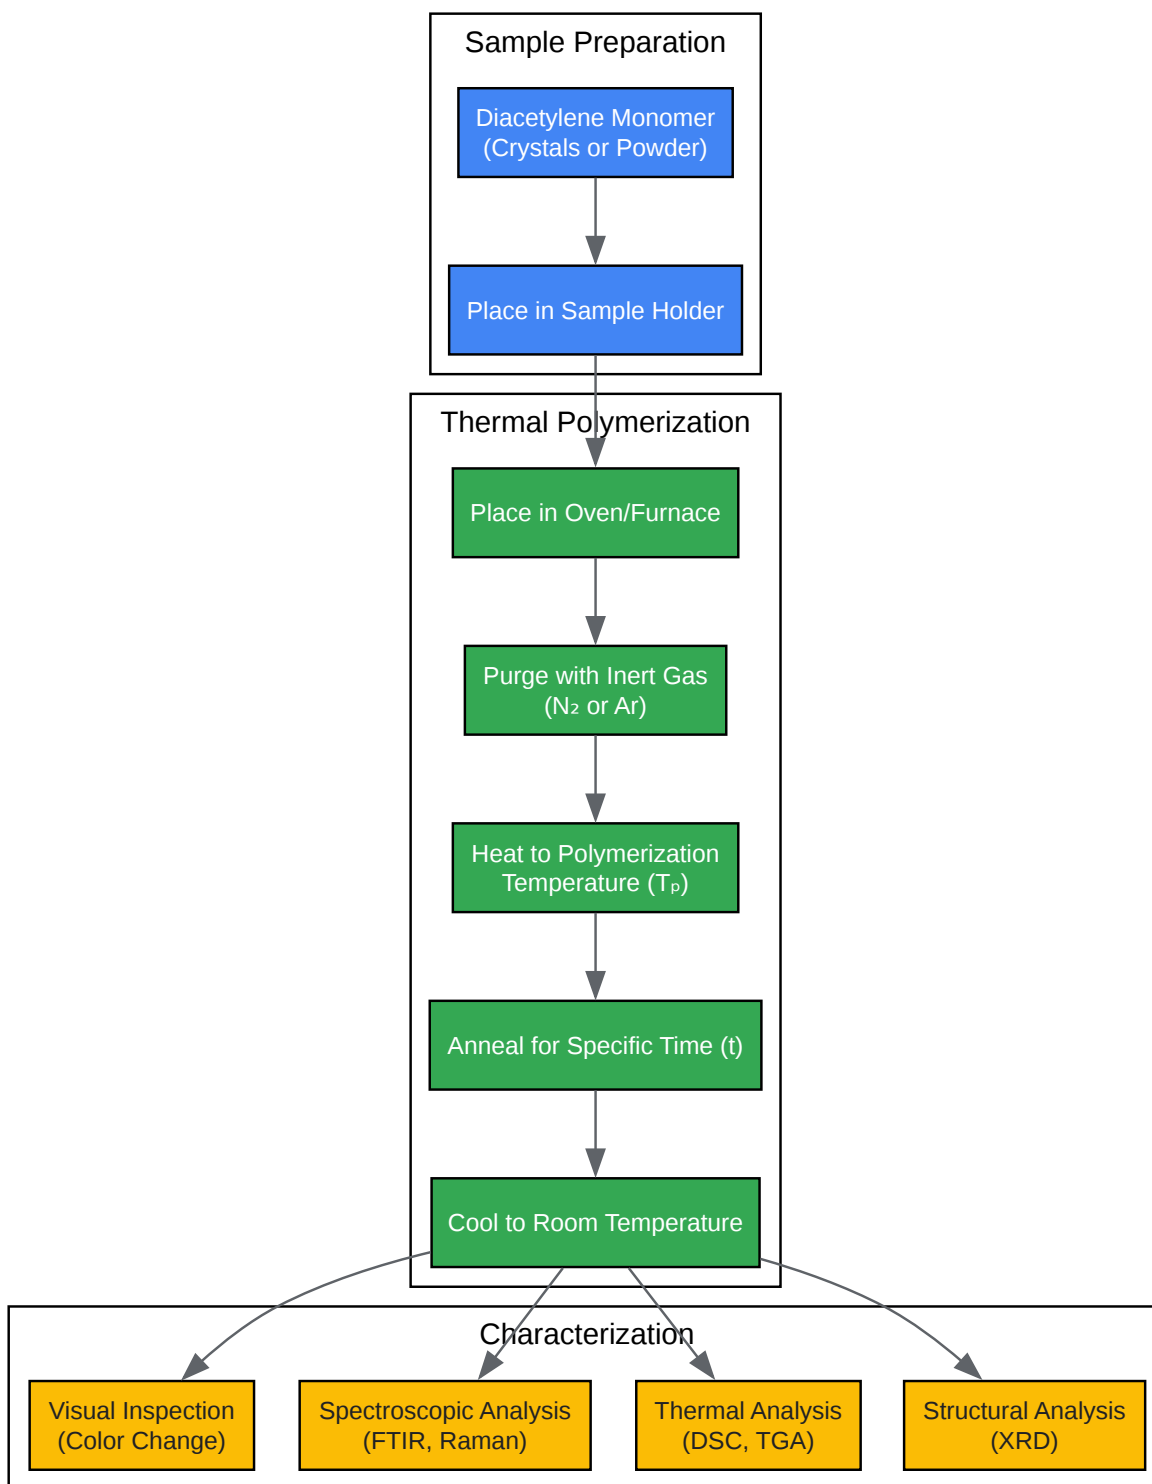 Sample Preparation
Diacetylene Monomer
(Crystals or Powder)
Place in Sample Holder
Thermal Polymerization
Place in Oven/Furnace
Purge with Inert Gas
(N₂ or Ar)
Heat to Polymerization
Temperature (Tₚ)
Anneal for Specific Time (t)
Cool to Room Temperature
Characterization
Visual Inspection
(Color Change)
Spectroscopic Analysis
(FTIR, Raman)
Thermal Analysis
(DSC, TGA)
Structural Analysis
(XRD)